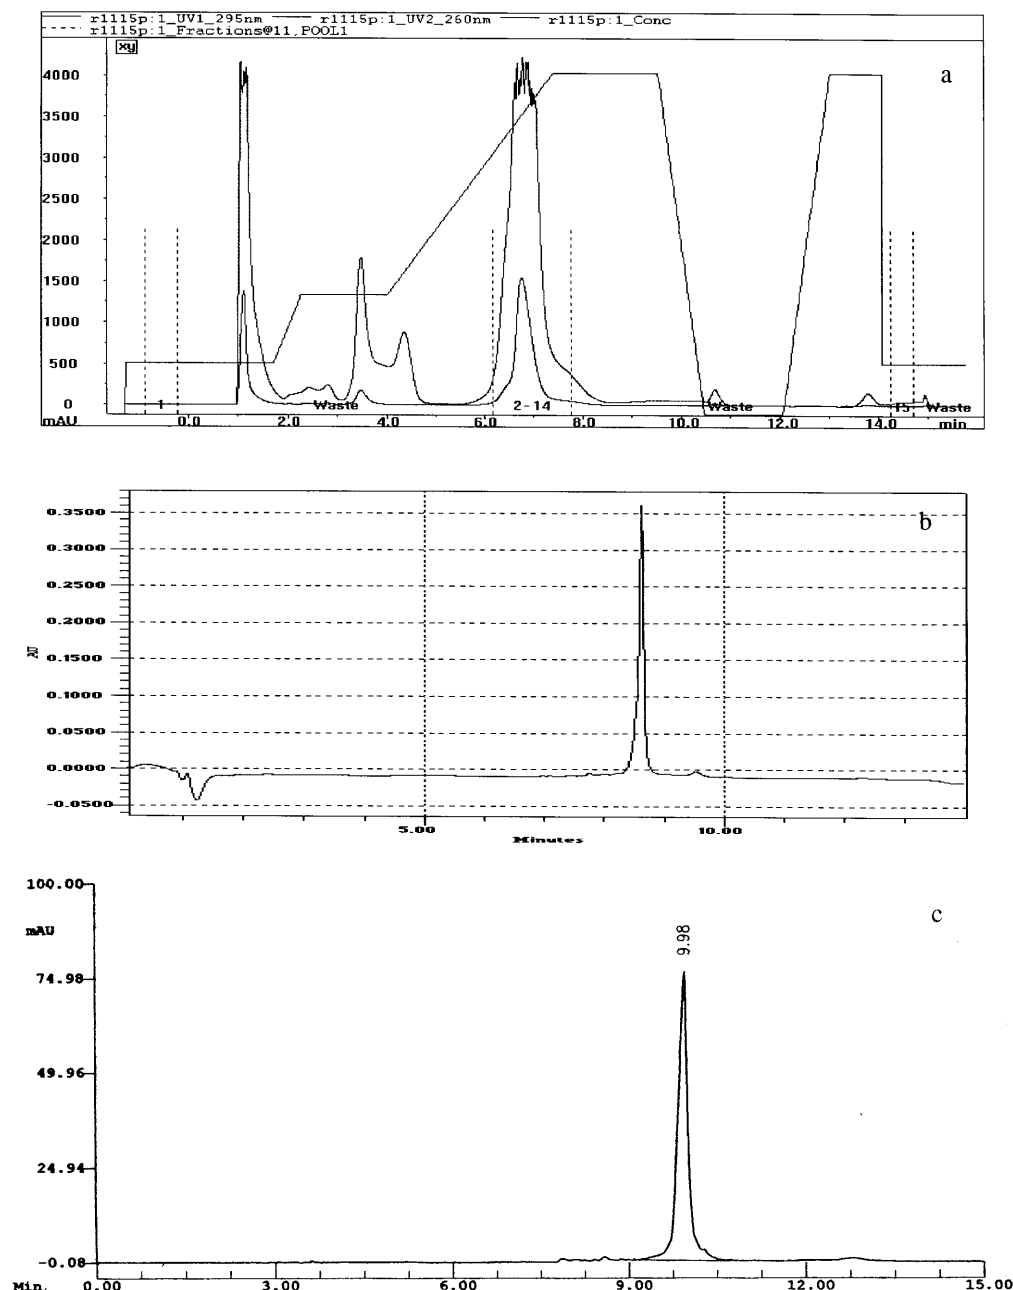 r1115p:1_UV1_295nm r1115p:1_UV2_260nm r1115p:1_Conc
r1115p:1_Fractions@11,POOL1
xy
a
4000
3500
3000
2500
2000
1500
1000
500
0
1 Waste 2-14 Waste 15 Waste
mAU 0.0 2.0 4.0 6.0 8.0 10.0 12.0 14.0 min
b
0.3500
0.3000
0.2500
0.2000
AU
0.1500
0.1000
0.0500
0.0000
-0.0500
5.00 10.00
Minutes
c
100.00
mAU
9.98
74.98
49.96
24.94
-0.08
Min. 0.00 3.00 6.00 9.00 12.00 15.00